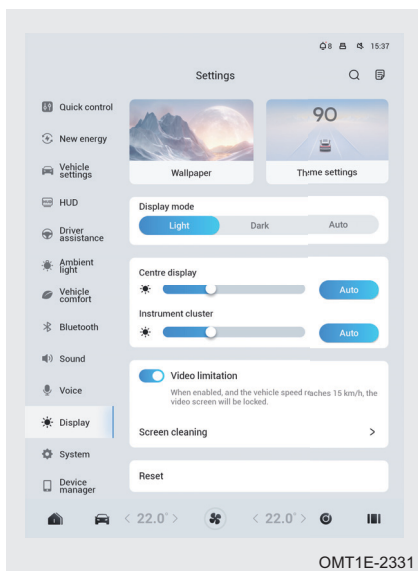 8 15:37
Settings
Quick control
New energy
Vehicle
settings
HUD
Driver
assistance
Ambient
light
Vehicle
comfort
Bluetooth
Sound
Voice
Display
System
Device
manager
90
Wallpaper
Theme settings
Display mode
Light Dark Auto
Centre display
Auto
Instrument cluster
Auto
Video limitation
When enabled, and the vehicle speed reaches 15 km/h, the
video screen will be locked.
Screen cleaning >
Reset
< 22.0° > < 22.0° >
OMT1E-2331